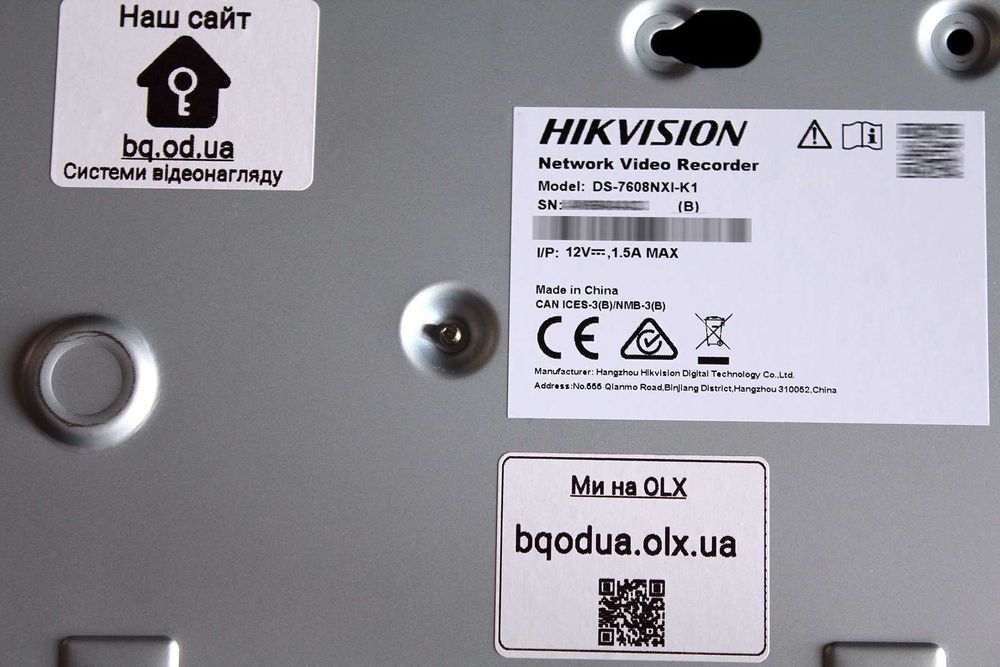 Наш сайт
bq.od.ua
Системи відеонагляду
HIKVISION
Network Video Recorder
Model: DS-7608NXI-K1
SN: (B)
I/P: 12V⎓,1.5A MAX
Made in China
CAN ICES-3(B)/NMB-3(B)
CE
Manufacturer: Hangzhou Hikvision Digital Technology Co.,Ltd.
Address:No.555 Qianmo Road,Binjiang District,Hangzhou 310052,China
Ми на OLX
bqodua.olx.ua